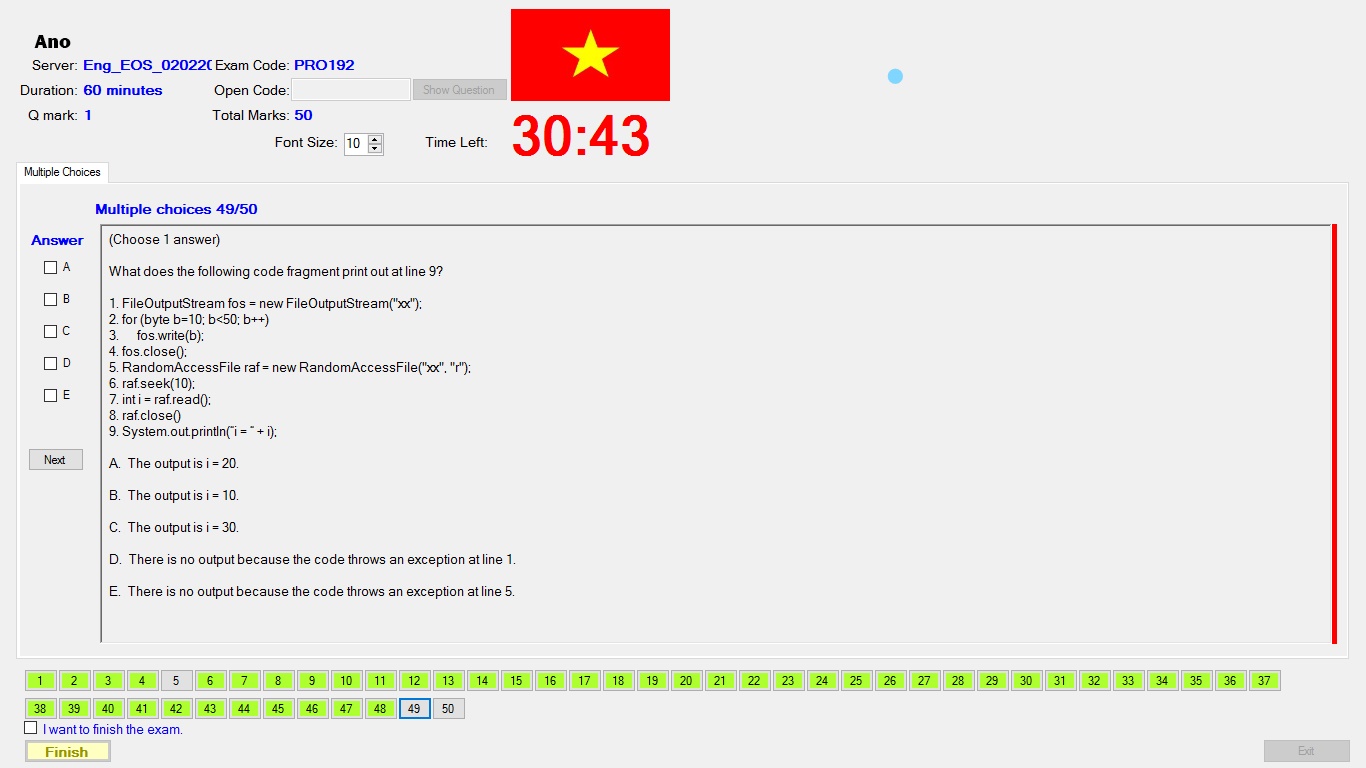 Ano
Server: Eng_EOS_020220 Exam Code: PRO192
Duration: 60 minutes Open Code: Show Question
Q mark: 1 Total Marks: 50
Font Size: 10 Time Left: 30:43
Multiple Choices
Multiple choices 49/50
Answer
A
B
C
D
E
Next
(Choose 1 answer)
What does the following code fragment print out at line 9?
1. FileOutputStream fos = new FileOutputStream("xx");
2. for (byte b=10; b<50; b++)
3. fos.write(b);
4. fos.close();
5. RandomAccessFile raf = new RandomAccessFile("xx", "r");
6. raf.seek(10);
7. int i = raf.read();
8. raf.close()
9. System.out.println(“i = “ + i);
A. The output is i = 20.
B. The output is i = 10.
C. The output is i = 30.
D. There is no output because the code throws an exception at line 1.
E. There is no output because the code throws an exception at line 5.
1 2 3 4 5 6 7 8 9 10 11 12 13 14 15 16 17 18 19 20 21 22 23 24 25 26 27 28 29 30 31 32 33 34 35 36 37
38 39 40 41 42 43 44 45 46 47 48 49 50
I want to finish the exam.
Finish Exit